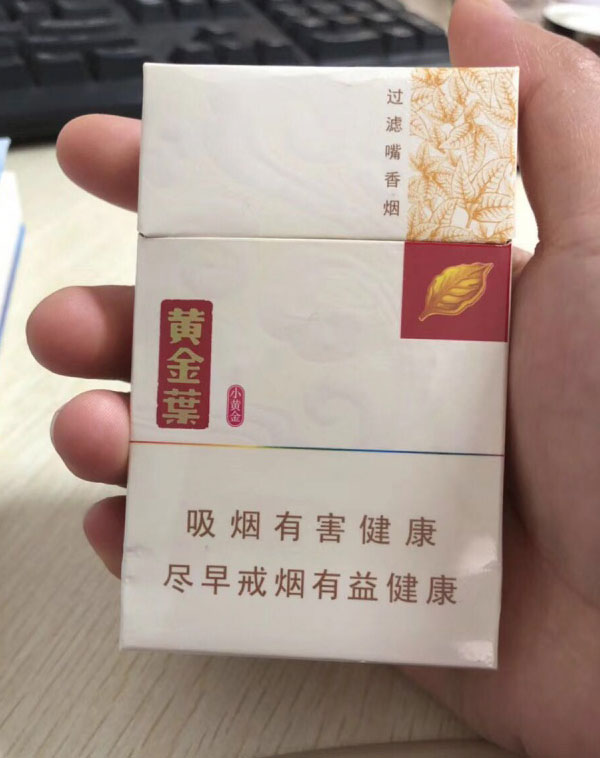 过滤嘴香烟
黄金葉
小黄金
吸烟有害健康
尽早戒烟有益健康